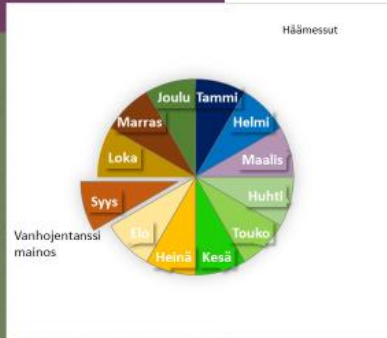 Häämessut
Joulu Tammi
Marras Helmi
Loka Maalis
Syys Huhti
Elo Touko
Heinä Kesä
Vanhojentanssi
mainos